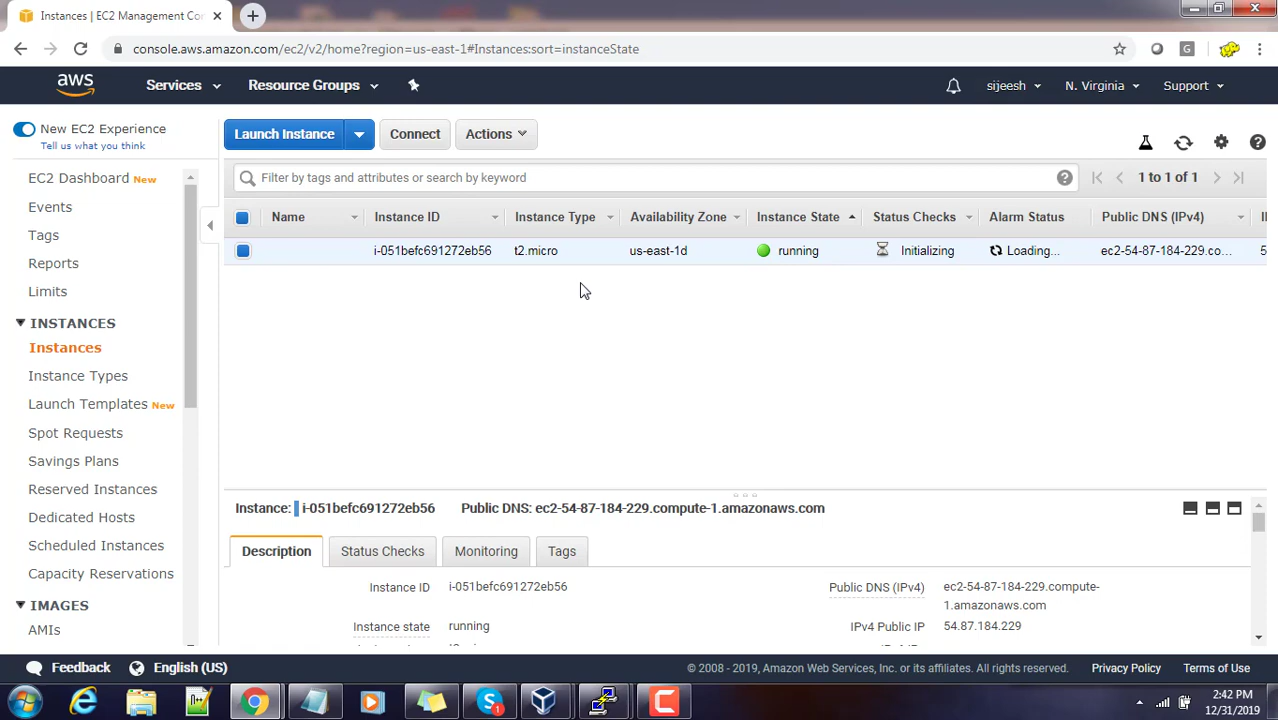 Instances | EC2 Management Con
console.aws.amazon.com/ec2/v2/home?region=us-east-1#Instances:sort=instanceState
aws Services Resource Groups sijeesh N. Virginia Support
New EC2 Experience
Tell us what you think
EC2 Dashboard New
Events
Tags
Reports
Limits
INSTANCES
Instances
Instance Types
Launch Templates New
Spot Requests
Savings Plans
Reserved Instances
Dedicated Hosts
Scheduled Instances
Capacity Reservations
IMAGES
AMIs
Launch Instance Connect Actions
Filter by tags and attributes or search by keyword 1 to 1 of 1
Name Instance ID Instance Type Availability Zone Instance State Status Checks Alarm Status Public DNS (IPv4)
i-051befc691272eb56 t2.micro us-east-1d running Initializing Loading... ec2-54-87-184-229.co... 5
Instance: i-051befc691272eb56 Public DNS: ec2-54-87-184-229.compute-1.amazonaws.com
Description Status Checks Monitoring Tags
Instance ID i-051befc691272eb56 Public DNS (IPv4) ec2-54-87-184-229.compute-
1.amazonaws.com
Instance state running IPv4 Public IP 54.87.184.229
Feedback English (US) © 2008 - 2019, Amazon Web Services, Inc. or its affiliates. All rights reserved. Privacy Policy Terms of Use
2:42 PM
12/31/2019